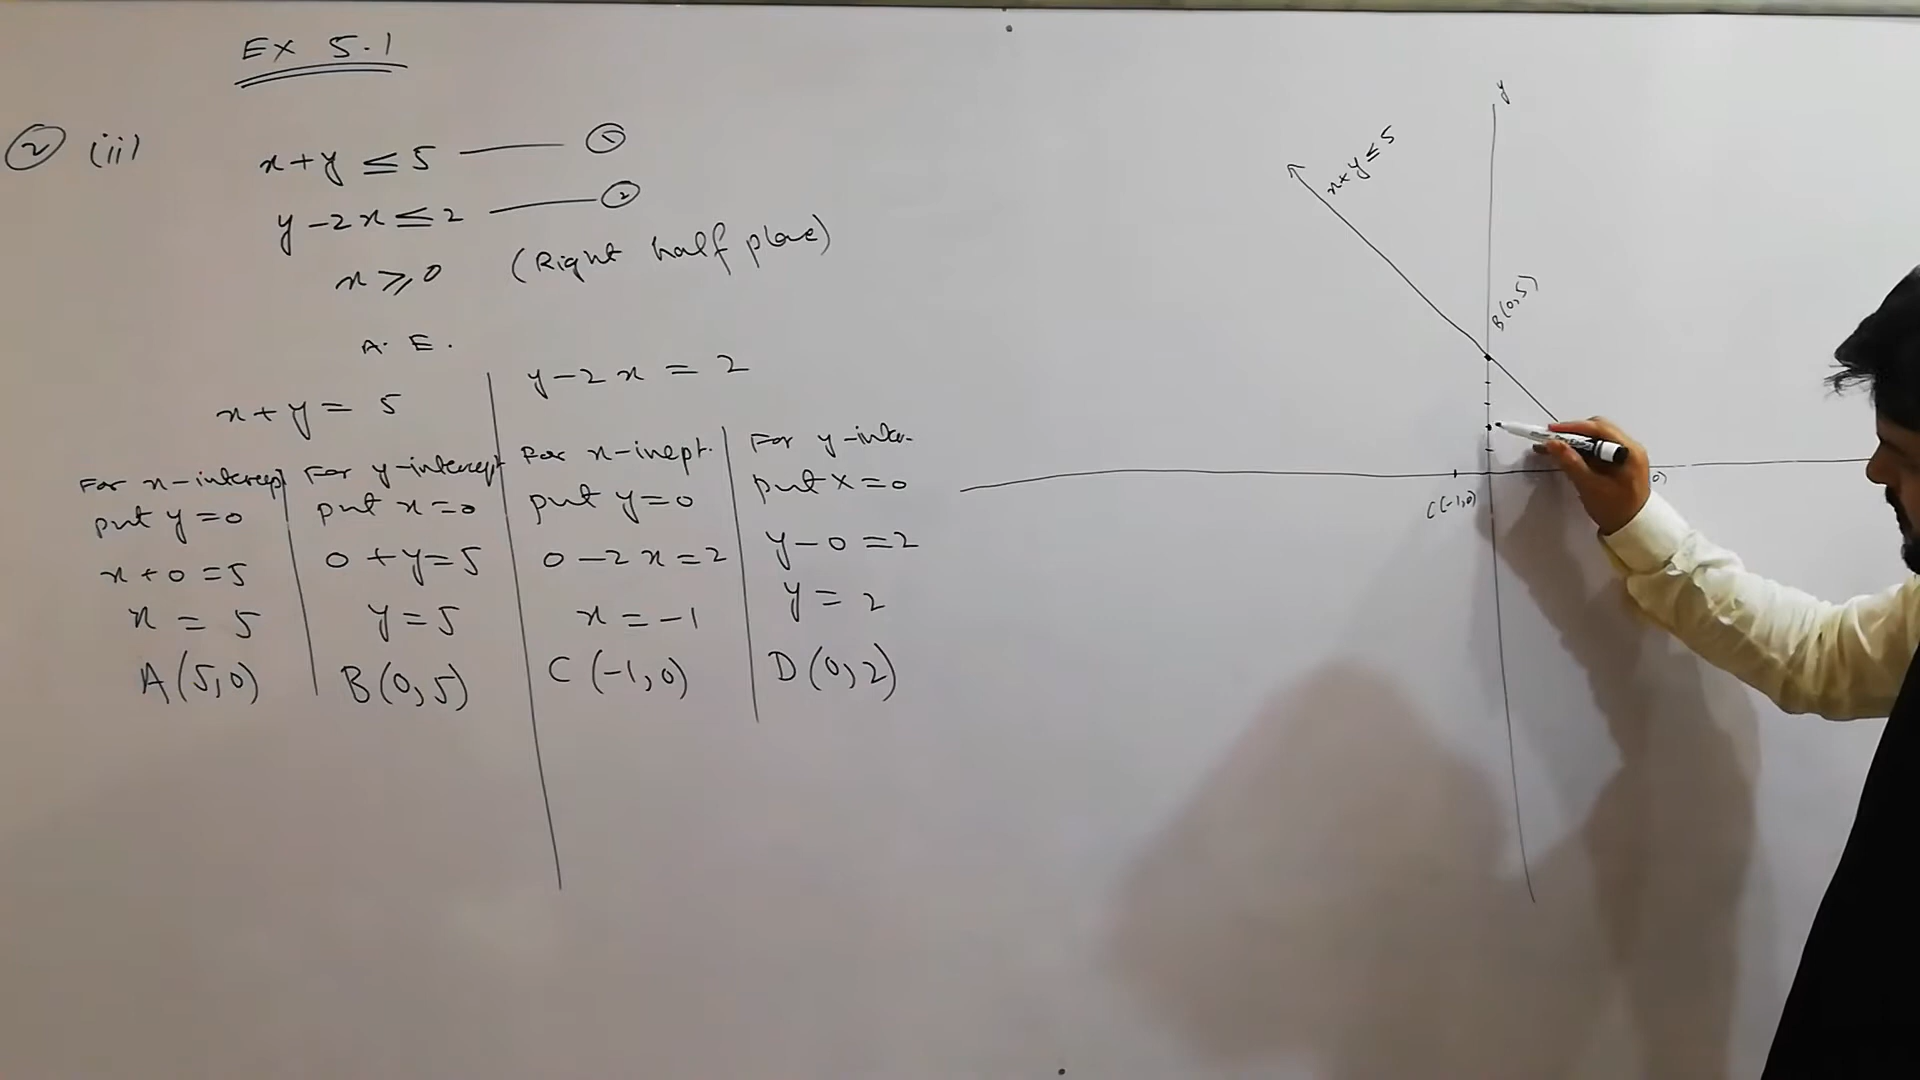 EX 5.1
2 (ii)
x+y ≤ 5 —— 1
y-2x ≤ 2 —— 2
x ≥ 0 (Right half plane)
A.E.
x+y = 5
For x-intercep
put y=0
x+0=5
x = 5
A(5,0)
For y-intercept
put x=0
0+y=5
y=5
B(0,5)
y-2x = 2
For x-inept.
put y=0
0-2x=2
x=-1
C(-1,0)
For y-inter.
put x=0
y-0=2
y=2
D(0,2)
y
x+y≤5
B(0,5)
C(-1,0)
0)